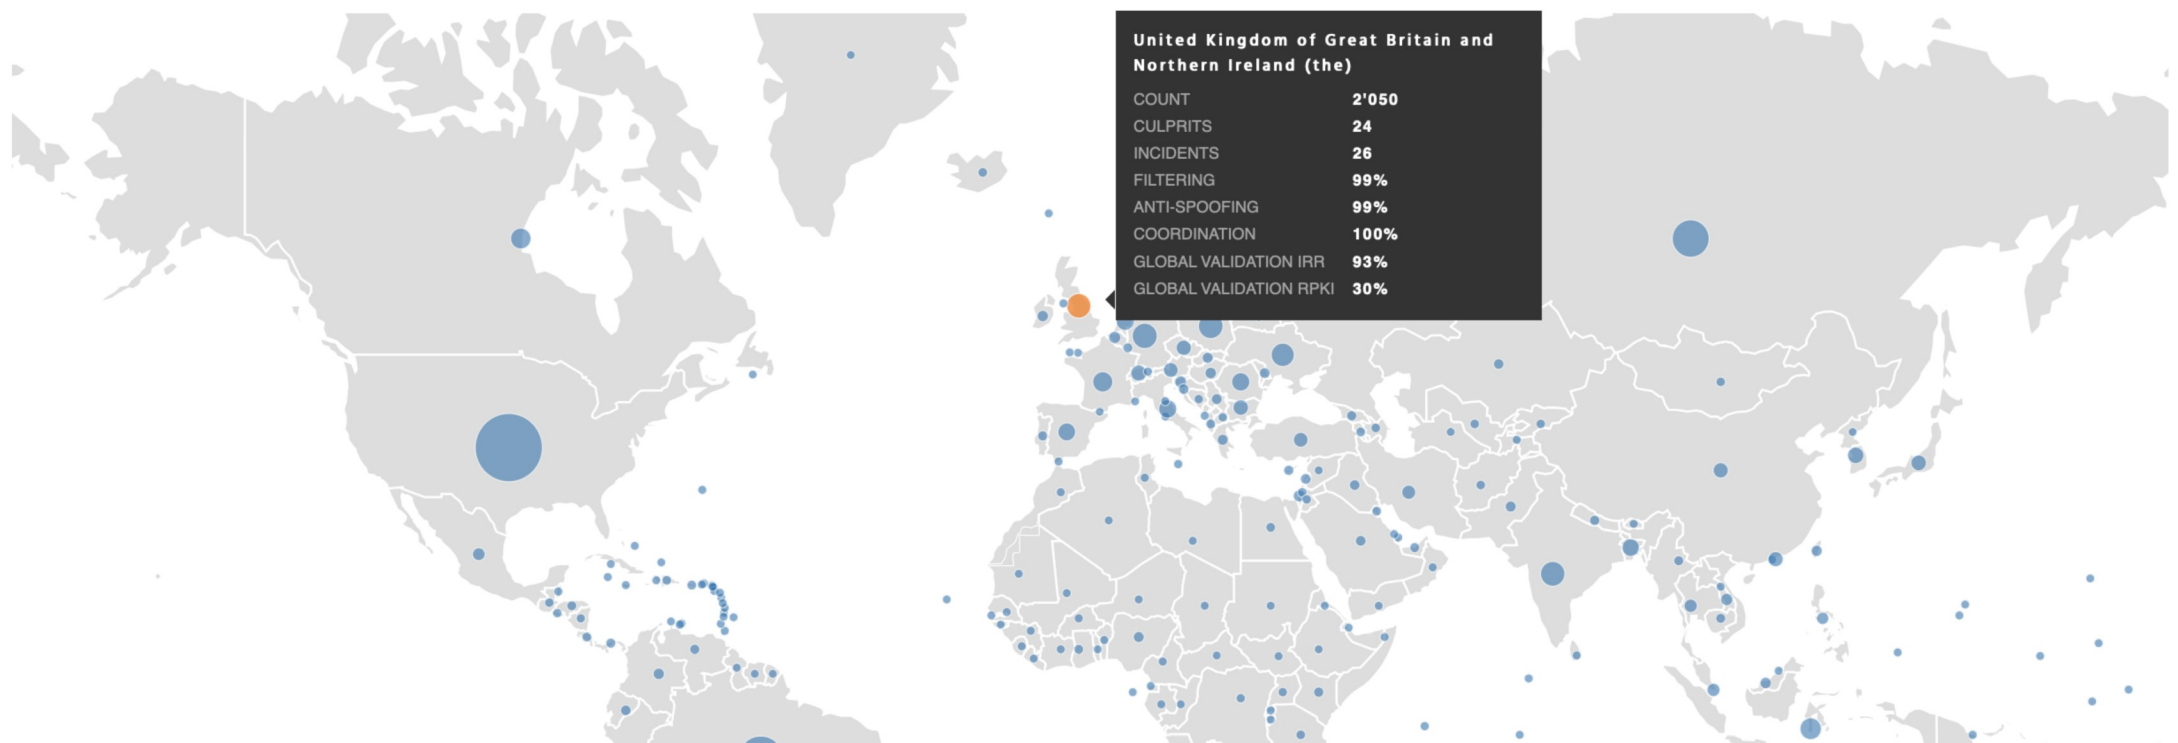 United Kingdom of Great Britain and
Northern Ireland (the)
COUNT 2'050
CULPRITS 24
INCIDENTS 26
FILTERING 99%
ANTI-SPOOFING 99%
COORDINATION 100%
GLOBAL VALIDATION IRR 93%
GLOBAL VALIDATION RPKI 30%